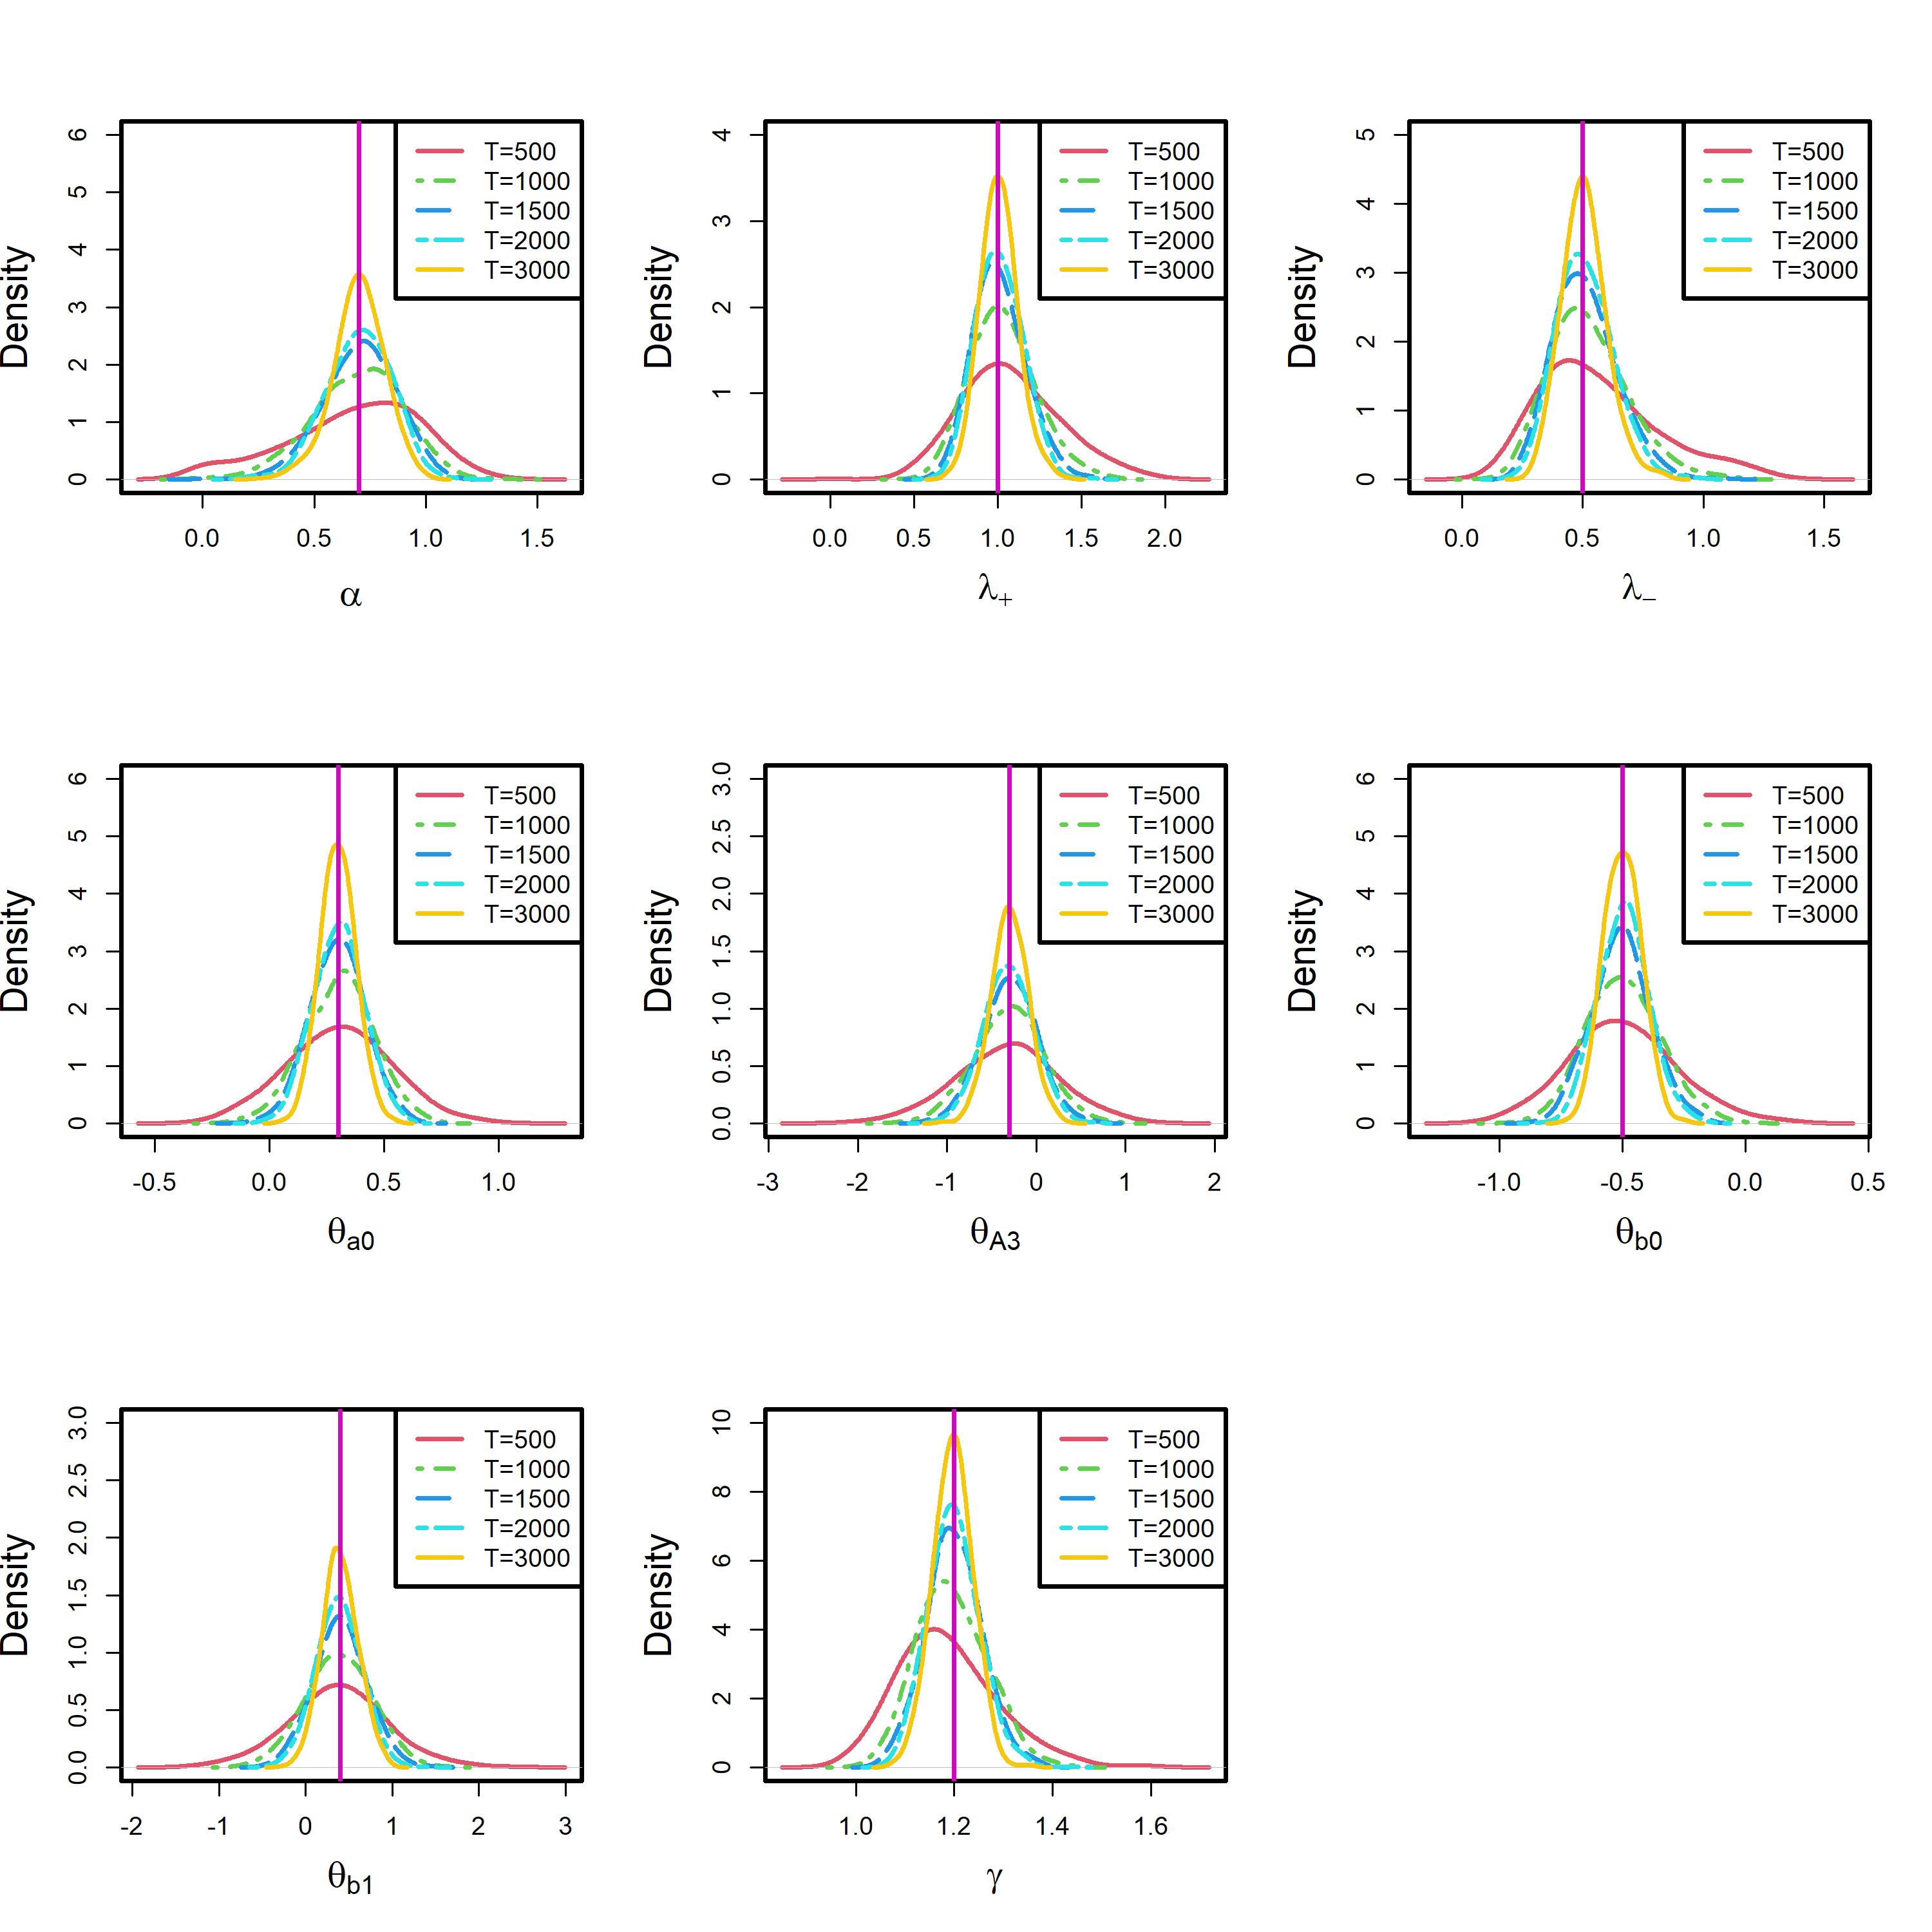 Density
6
5
4
3
2
1
0
T=500
T=1000
T=1500
T=2000
T=3000
0.0 0.5 1.0 1.5
α
Density
4
3
2
1
0
T=500
T=1000
T=1500
T=2000
T=3000
0.0 0.5 1.0 1.5 2.0
λ+
Density
5
4
3
2
1
0
T=500
T=1000
T=1500
T=2000
T=3000
0.0 0.5 1.0 1.5
λ−
Density
6
5
4
3
2
1
0
T=500
T=1000
T=1500
T=2000
T=3000
-0.5 0.0 0.5 1.0
θa0
Density
3.0
2.5
2.0
1.5
1.0
0.5
0.0
T=500
T=1000
T=1500
T=2000
T=3000
-3 -2 -1 0 1 2
θA3
Density
6
5
4
3
2
1
0
T=500
T=1000
T=1500
T=2000
T=3000
-1.0 -0.5 0.0 0.5
θb0
Density
3.0
2.5
2.0
1.5
1.0
0.5
0.0
T=500
T=1000
T=1500
T=2000
T=3000
-2 -1 0 1 2 3
θb1
Density
10
8
6
4
2
0
T=500
T=1000
T=1500
T=2000
T=3000
1.0 1.2 1.4 1.6
γ